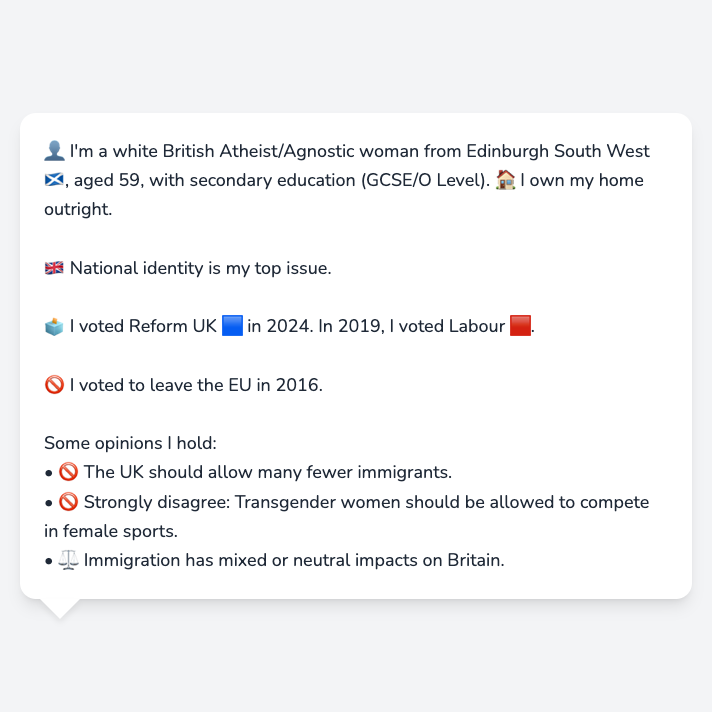 👤 I'm a white British Atheist/Agnostic woman from Edinburgh South West
🏴󠁧󠁢󠁳󠁣󠁴󠁿, aged 59, with secondary education (GCSE/O Level). 🏠 I own my home
outright.
🇬🇧 National identity is my top issue.
🗳️ I voted Reform UK 🟦 in 2024. In 2019, I voted Labour 🟥.
🚫 I voted to leave the EU in 2016.
Some opinions I hold:
• 🚫 The UK should allow many fewer immigrants.
• 🚫 Strongly disagree: Transgender women should be allowed to compete
in female sports.
• ⚖️ Immigration has mixed or neutral impacts on Britain.